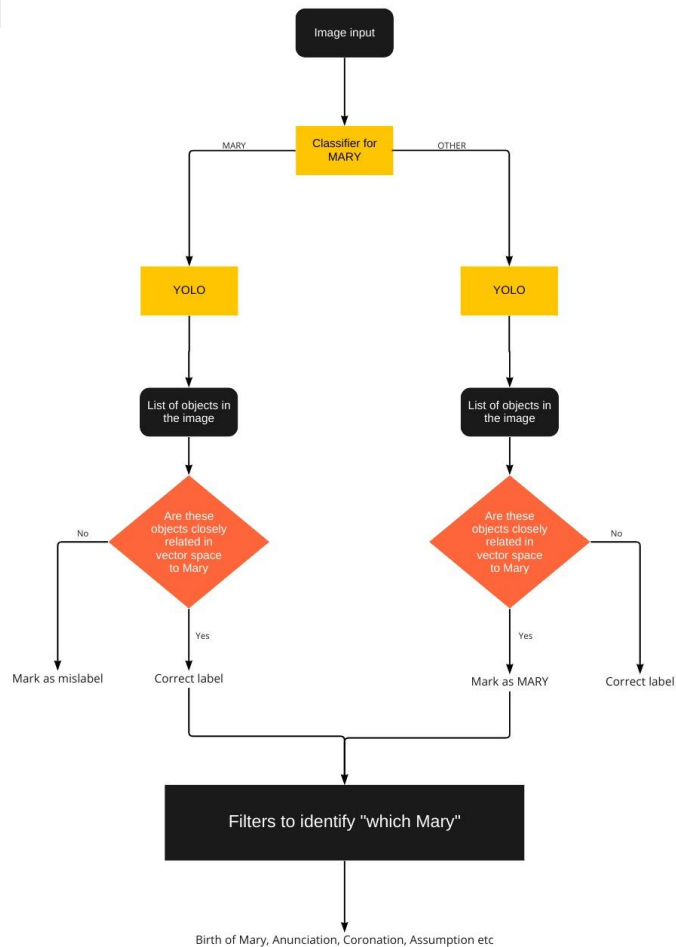 Image input
Classifier for
MARY
MARY
OTHER
YOLO
YOLO
List of objects in
the image
List of objects in
the image
Are these
objects closely
related in
vector space
to Mary
Are these
objects closely
related in
vector space
to Mary
No
Yes
Yes
No
Mark as mislabel
Correct label
Mark as MARY
Correct label
Filters to identify "which Mary"
Birth of Mary, Anunciation, Coronation, Assumption etc